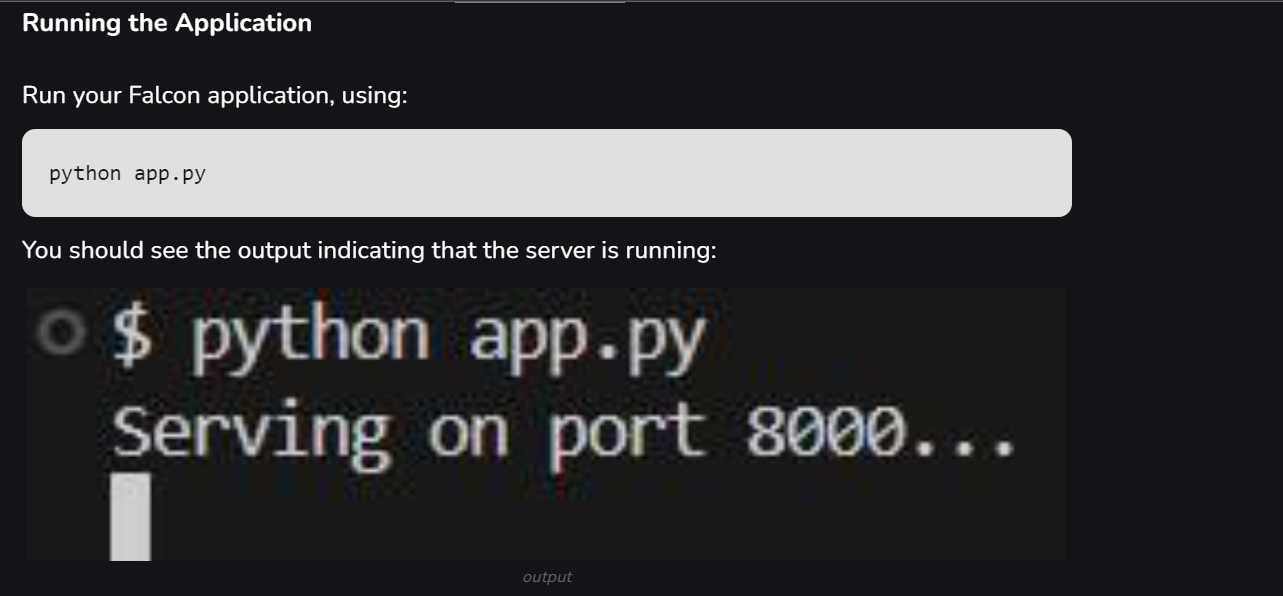 Running the Application
Run your Falcon application, using:
python app.py
You should see the output indicating that the server is running:
$ python app.py
Serving on port 8000...
output